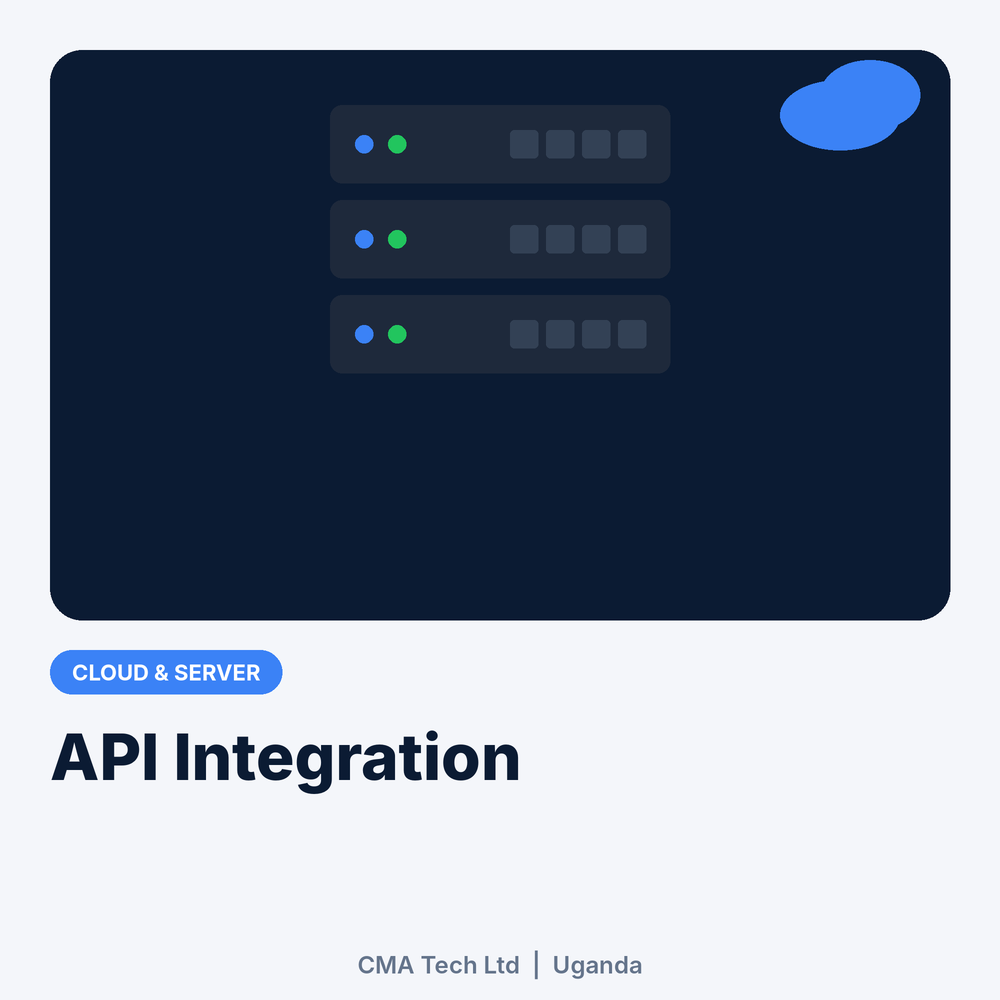 CLOUD & SERVER
API Integration
CMA Tech Ltd | Uganda